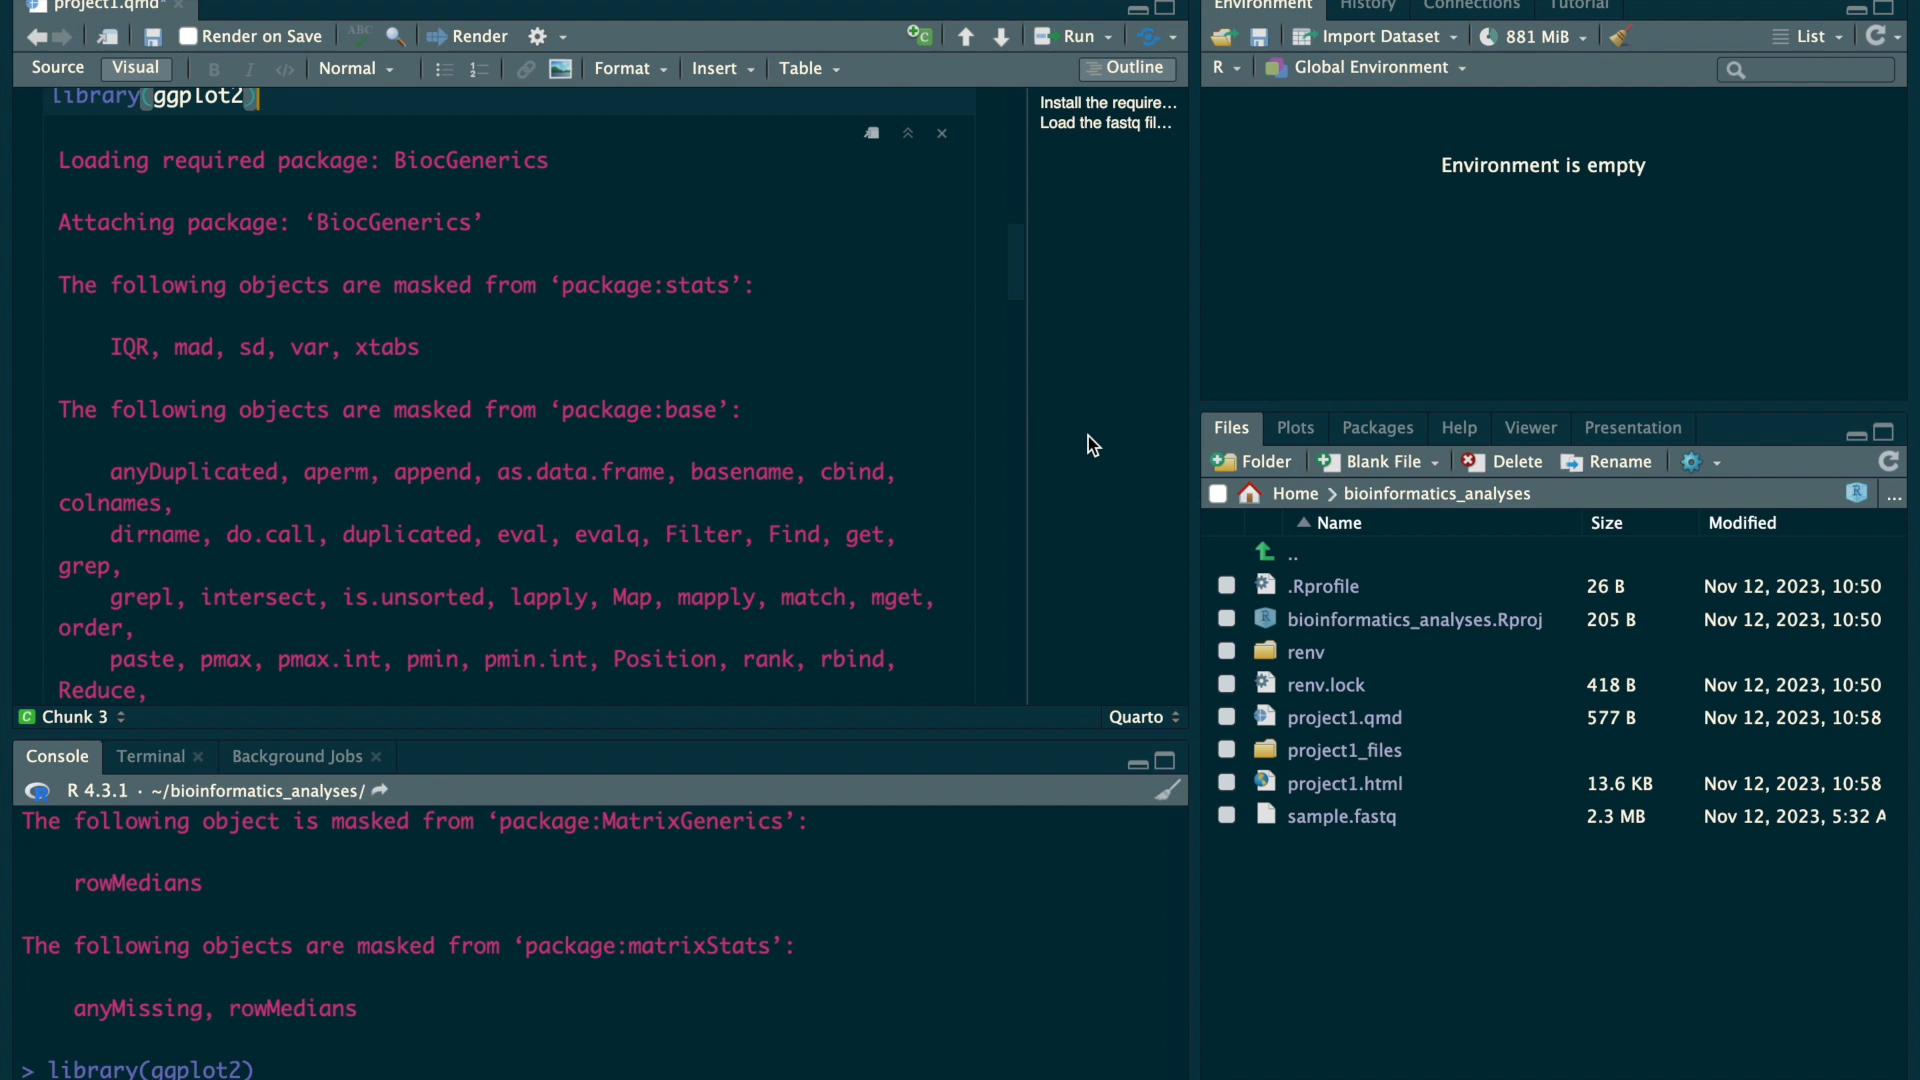 project1.qmd*
Render on Save
ABC
Render
Run
Source
Visual
B
I
</>
Normal
Format
Insert
Table
Outline
library(ggplot2)
Loading required package: BiocGenerics
Attaching package: ‘BiocGenerics’
The following objects are masked from ‘package:stats’:
IQR, mad, sd, var, xtabs
The following objects are masked from ‘package:base’:
anyDuplicated, aperm, append, as.data.frame, basename, cbind,
colnames,
dirname, do.call, duplicated, eval, evalq, Filter, Find, get,
grep,
grepl, intersect, is.unsorted, lapply, Map, mapply, match, mget,
order,
paste, pmax, pmax.int, pmin, pmin.int, Position, rank, rbind,
Reduce,
Install the require...
Load the fastq fil...
C Chunk 3
Quarto
Console
Terminal
Background Jobs
R 4.3.1 · ~/bioinformatics_analyses/
The following object is masked from ‘package:MatrixGenerics’:
rowMedians
The following objects are masked from ‘package:matrixStats’:
anyMissing, rowMedians
> library(ggplot2)
Environment
History
Connections
Tutorial
Import Dataset
881 MiB
List
R
Global Environment
Environment is empty
Files
Plots
Packages
Help
Viewer
Presentation
Folder
Blank File
Delete
Rename
Home
bioinformatics_analyses
R
...
Name
Size
Modified
..
.Rprofile 26 B Nov 12, 2023, 10:50
bioinformatics_analyses.Rproj 205 B Nov 12, 2023, 10:50
renv
renv.lock 418 B Nov 12, 2023, 10:50
project1.qmd 577 B Nov 12, 2023, 10:58
project1_files
project1.html 13.6 KB Nov 12, 2023, 10:58
sample.fastq 2.3 MB Nov 12, 2023, 5:32 A